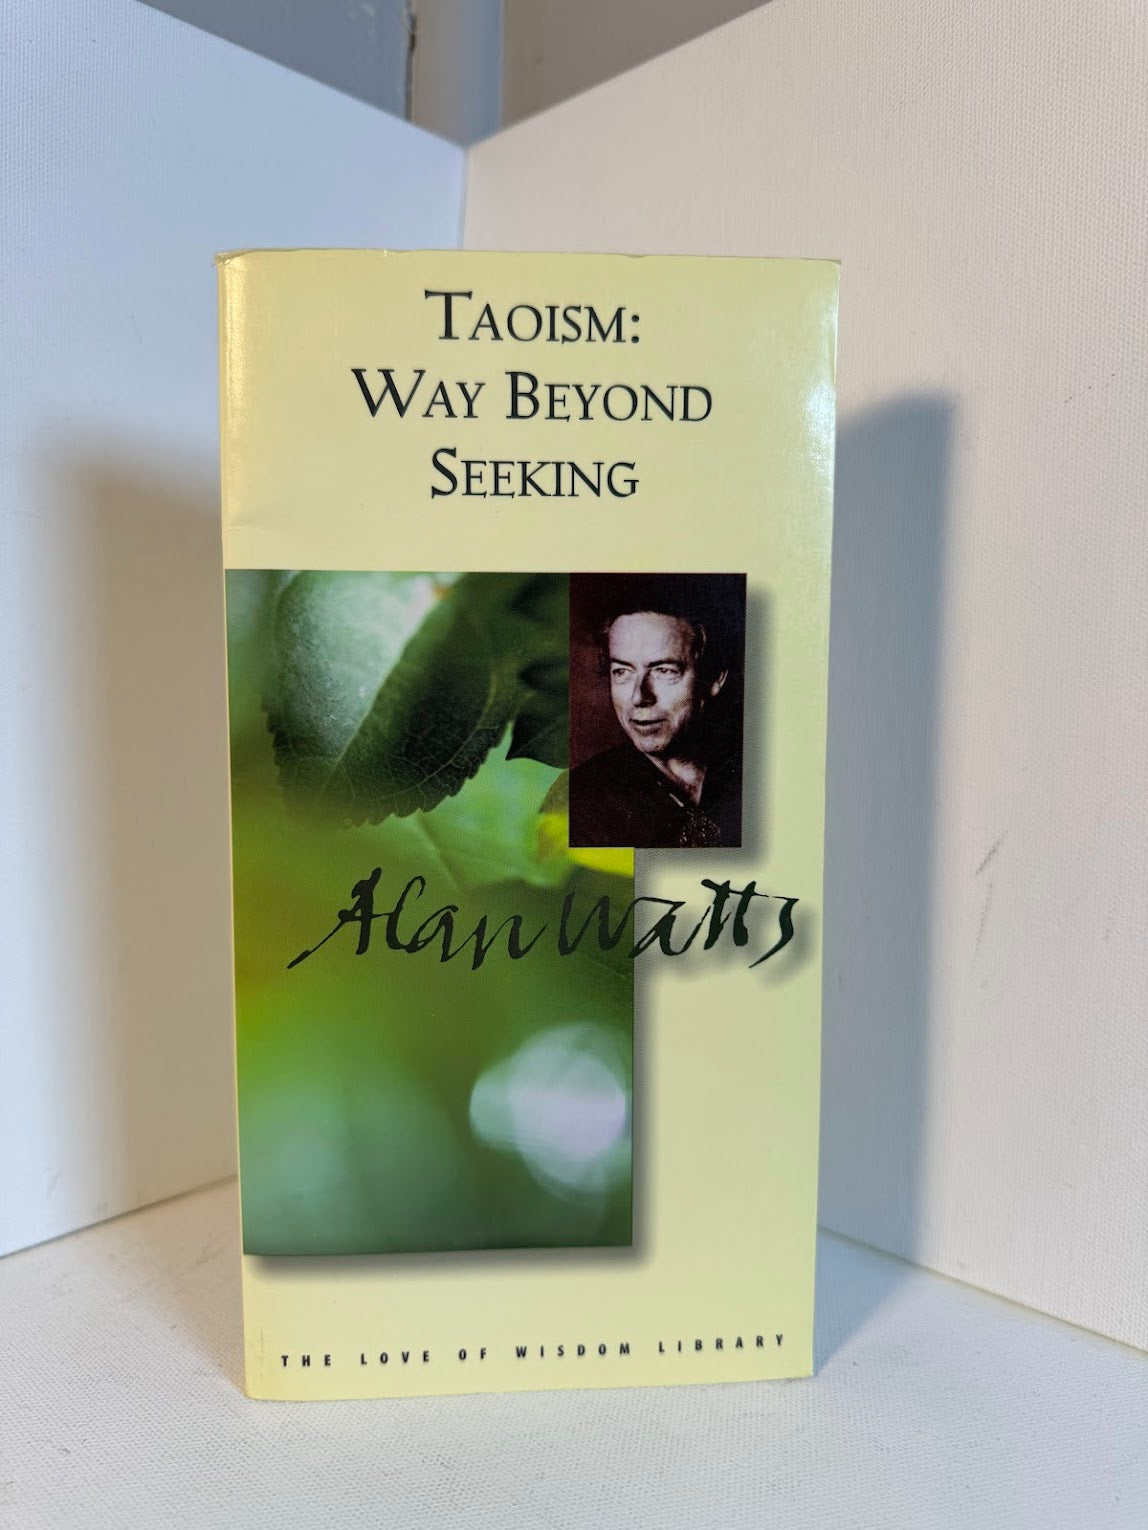 TAOISM:
WAY BEYOND
SEEKING
Alan Watts
THE LOVE OF WISDOM LIBRARY